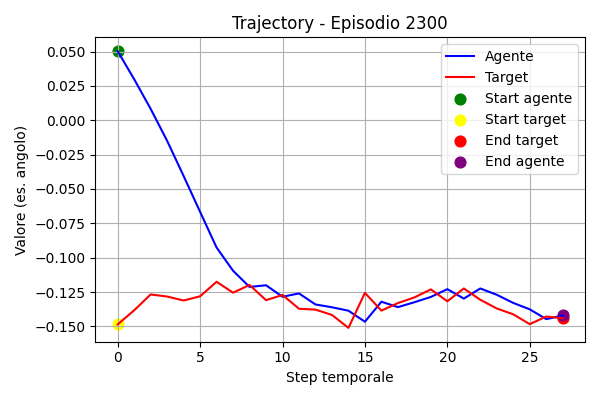 Trajectory - Episodio 2300
Valore (es. angolo)
0.050
0.025
0.000
−0.025
−0.050
−0.075
−0.100
−0.125
−0.150
Agente
Target
Start agente
Start target
End target
End agente
0 5 10 15 20 25
Step temporale